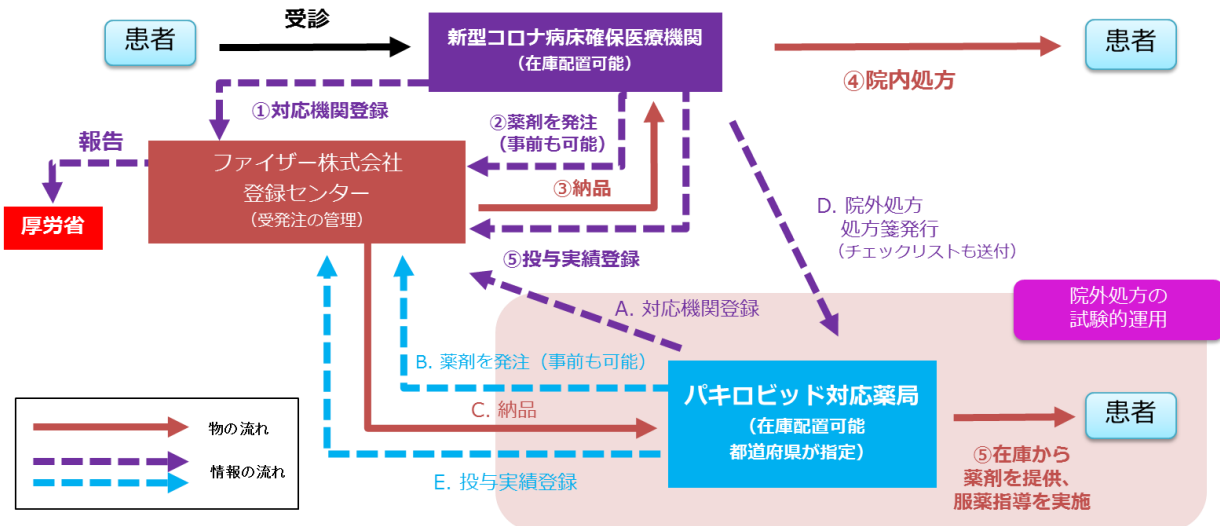 患者
受診
新型コロナ病床確保医療機関
（在庫配置可能）
④院内処方
患者
①対応機関登録
②薬剤を発注
（事前も可能）
③納品
報告
厚労省
ファイザー株式会社
登録センター
（受発注の管理）
⑤投与実績登録
D. 院外処方
処方箋発行
（チェックリストも送付）
院外処方の
試験的運用
A. 対応機関登録
B. 薬剤を発注（事前も可能）
C. 納品
E. 投与実績登録
パキロビッド対応薬局
（在庫配置可能
都道府県が指定）
患者
⑤在庫から
薬剤を提供、
服薬指導を実施
物の流れ
情報の流れ